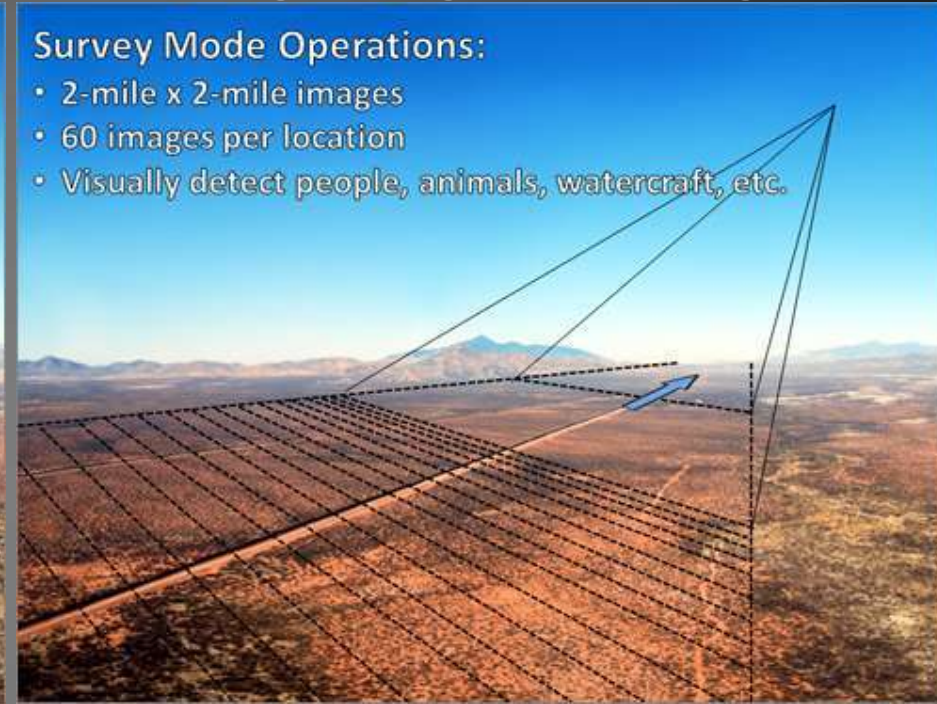 Survey Mode Operations:
• 2-mile x 2-mile images
• 60 images per location
• Visually detect people, animals, watercraft, etc.